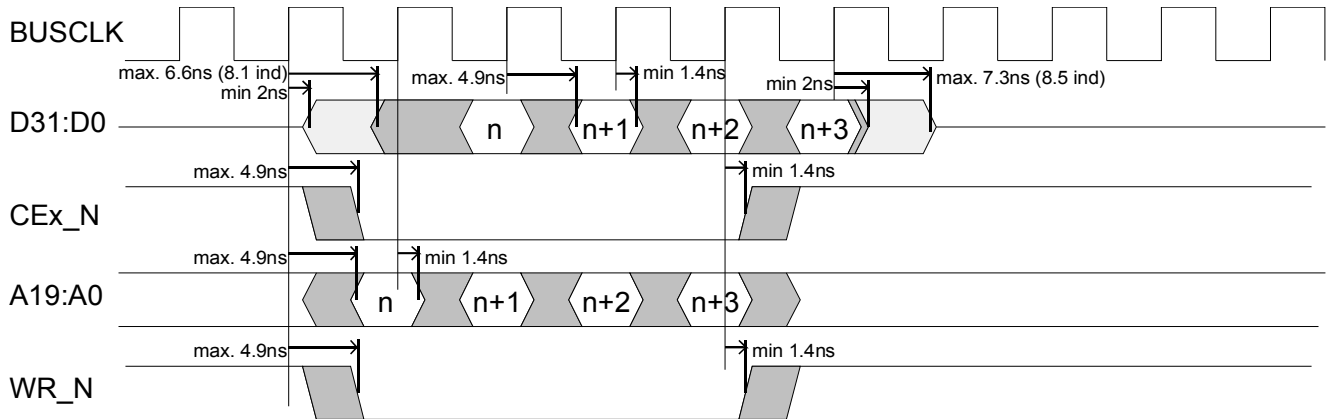 BUSCLK
max. 6.6ns (8.1 ind)
max. 4.9ns
min 1.4ns
max. 7.3ns (8.5 ind)
min 2ns
min 2ns
D31:D0
n
n+1
n+2
n+3
max. 4.9ns
min 1.4ns
CEx_N
max. 4.9ns
min 1.4ns
A19:A0
n
n+1
n+2
n+3
max. 4.9ns
min 1.4ns
WR_N